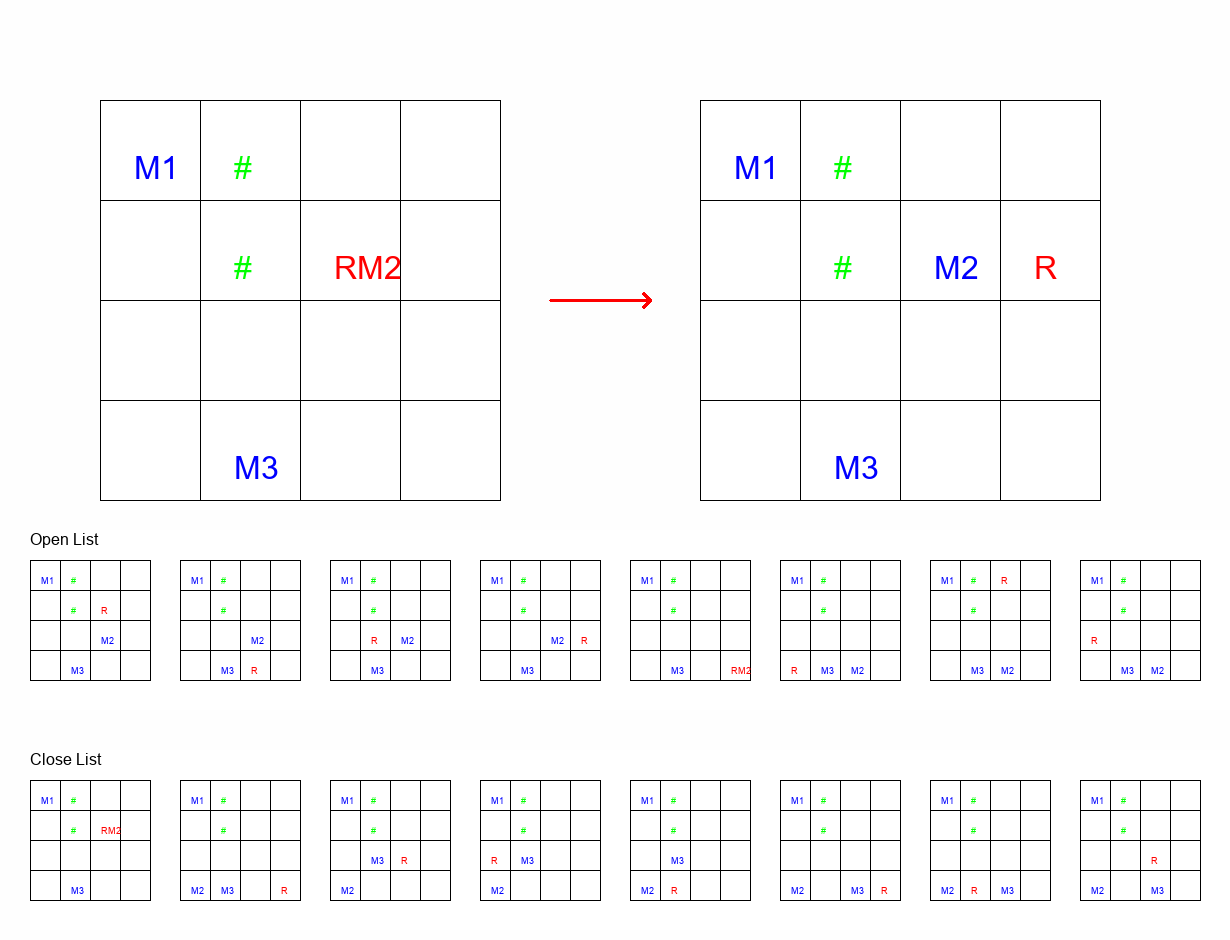 M1 # M1 #
# RM2 # M2 R
M3 M3
Open List
M1 # M1 # M1 # M1 # M1 # M1 # M1 # R M1 #
# R # # # # # # #
M2 M2 R M2 M2 R R
M3 M3 R M3 M3 M3 RM2 R M3 M2 M3 M2 M3 M2
Close List
M1 # M1 # M1 # M1 # M1 # M1 # M1 # M1 #
# RM2 # # # # # # #
M3 R R M3 M3 R
M3 M2 M3 R M2 M2 M2 R M2 M3 R M2 R M3 M2 M3